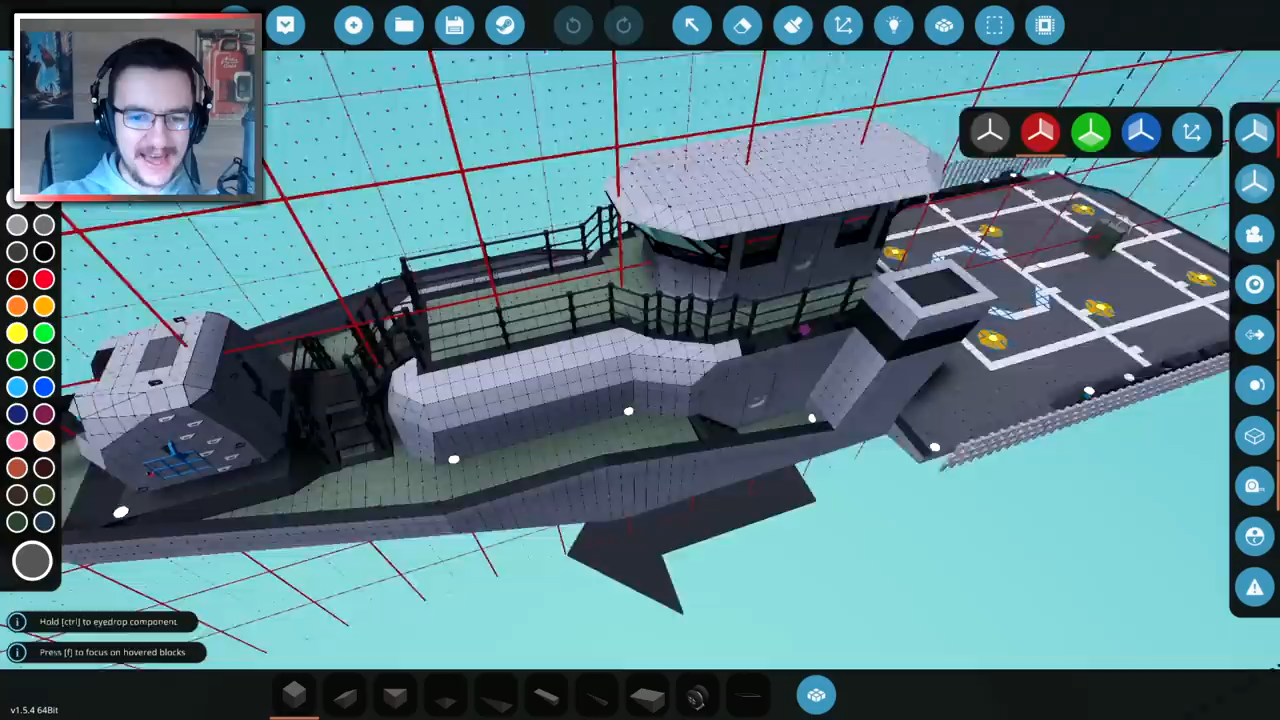 Hold [ctrl] to eyedrop component.
Press [f] to focus on hovered blocks
v1.5.4 64Bit